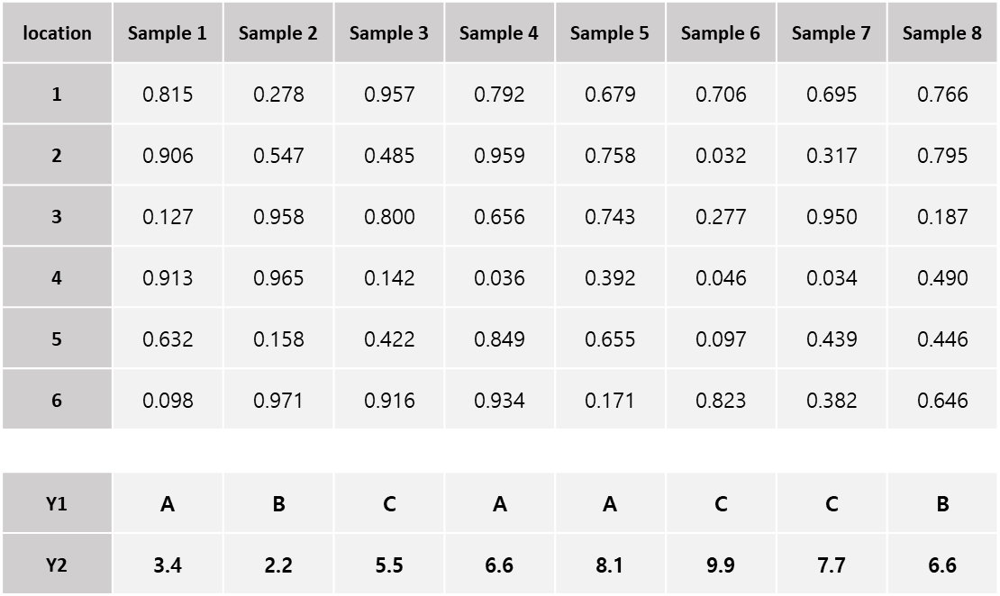 location Sample 1 Sample 2 Sample 3 Sample 4 Sample 5 Sample 6 Sample 7 Sample 8
1 0.815 0.278 0.957 0.792 0.679 0.706 0.695 0.766
2 0.906 0.547 0.485 0.959 0.758 0.032 0.317 0.795
3 0.127 0.958 0.800 0.656 0.743 0.277 0.950 0.187
4 0.913 0.965 0.142 0.036 0.392 0.046 0.034 0.490
5 0.632 0.158 0.422 0.849 0.655 0.097 0.439 0.446
6 0.098 0.971 0.916 0.934 0.171 0.823 0.382 0.646
Y1 A B C A A C C B
Y2 3.4 2.2 5.5 6.6 8.1 9.9 7.7 6.6